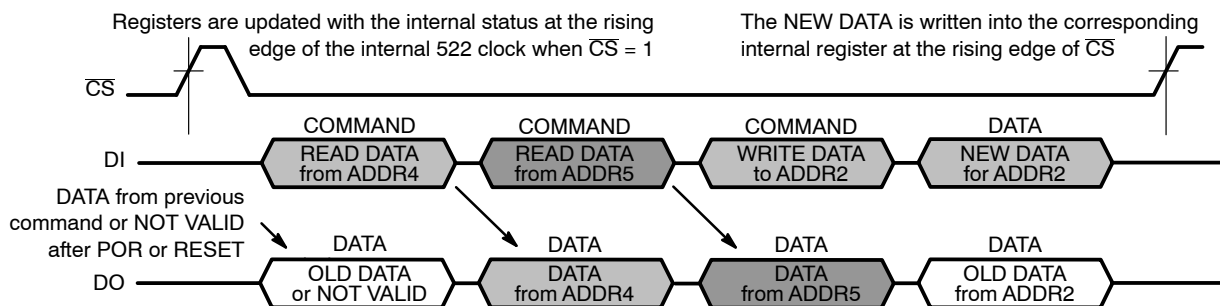 Registers are updated with the internal status at the rising
edge of the internal 522 clock when C̅S̅ = 1
The NEW DATA is written into the corresponding
internal register at the rising edge of C̅S̅
C̅S̅
COMMAND
COMMAND
COMMAND
DATA
DI
READ DATA
from ADDR4
READ DATA
from ADDR5
WRITE DATA
to ADDR2
NEW DATA
for ADDR2
DATA from previous
command or NOT VALID
after POR or RESET
DATA
DATA
DATA
DATA
DO
OLD DATA
or NOT VALID
DATA
from ADDR4
DATA
from ADDR5
OLD DATA
from ADDR2